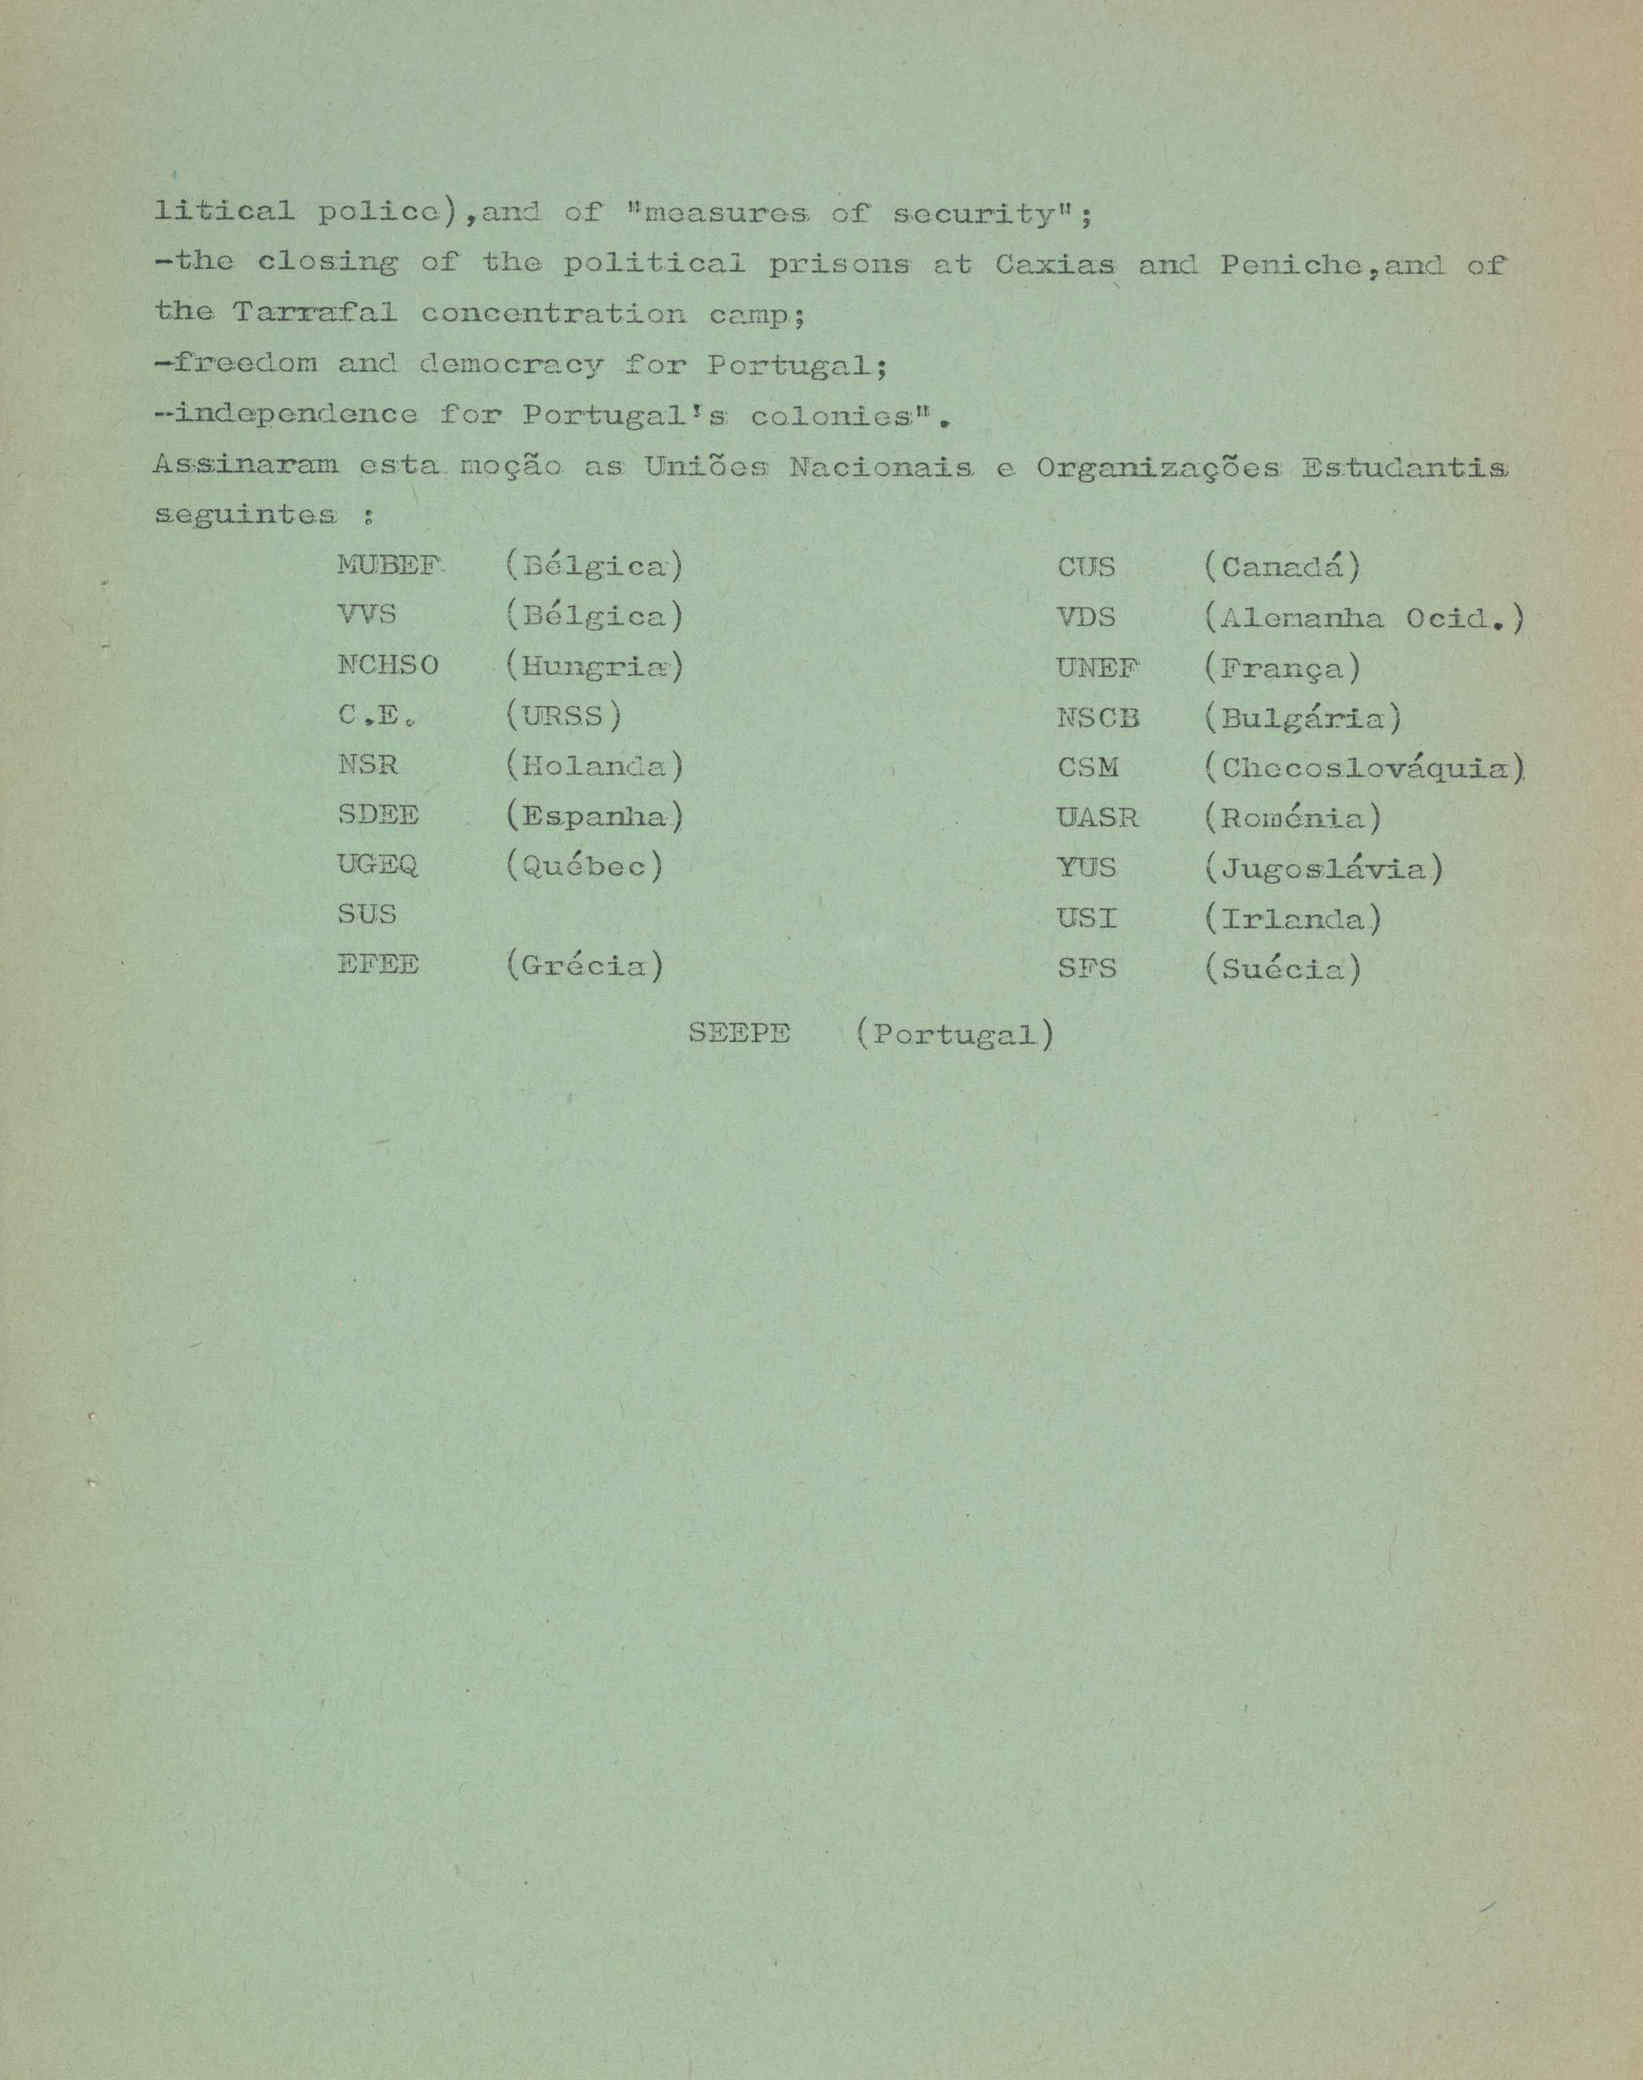 litical police),and of "measures of security";
-the closing of the political prisons at Caxias and Peniche,and of
the Tarrafal concentration camp;
-freedom and democracy for Portugal;
-independence for Portugal's colonies".
Assinaram esta moção as Uniões Nacionais e Organizações Estudantis
seguintes :
MUBEF (Bélgica) CUS (Canadá)
VVS (Bélgica) VDS (Alemanha Ocid.)
NCHSO (Hungria) UNEF (França)
C.E. (URSS) NSCB (Bulgária)
NSR (Holanda) CSM (Checoslováquia)
SDEE (Espanha) UASR (Roménia)
UGEQ (Québec) YUS (Jugoslávia)
SUS USI (Irlanda)
EFEE (Grécia) SFS (Suécia)
SEEPE (Portugal)